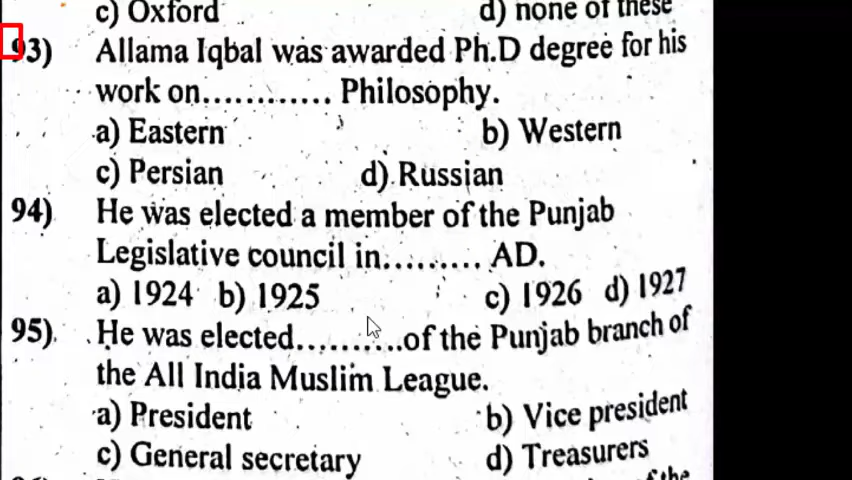 c) Oxford d) none of these
93) Allama Iqbal was awarded Ph.D degree for his
work on............ Philosophy.
a) Eastern b) Western
c) Persian d) Russian
94) He was elected a member of the Punjab
Legislative council in......... AD.
a) 1924 b) 1925 c) 1926 d) 1927
95). He was elected..........of the Punjab branch of
the All India Muslim League.
a) President b) Vice president
c) General secretary d) Treasurers
of the